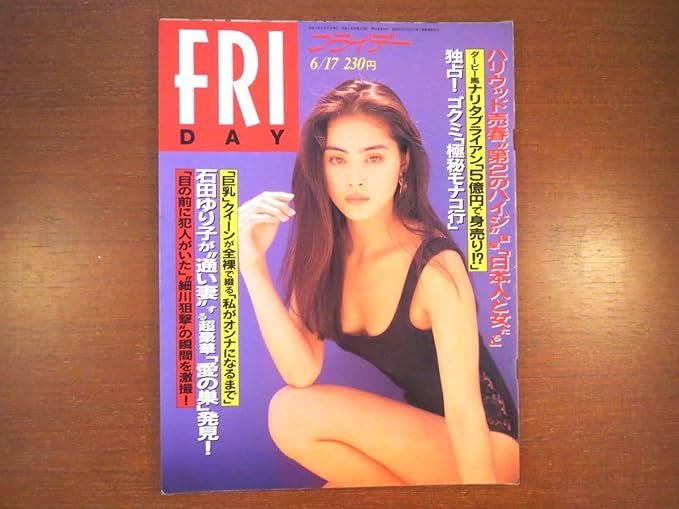 FRI
DAY
フライデー
6/17 230円
ハリウッド売春“第2のハイジ”「日本人と女たち」
ダービー馬ナリタブライアン「5億円で身売り!?」
独占!ゴクミ「極秘モナコ行」
「巨乳」クイーンが全裸で綴る「私がオンナになるまで」
石田ゆり子が“通い妻”する超豪華「愛の巣」発見!
「目の前に犯人がいた」“細川狙撃”の瞬間を激撮!